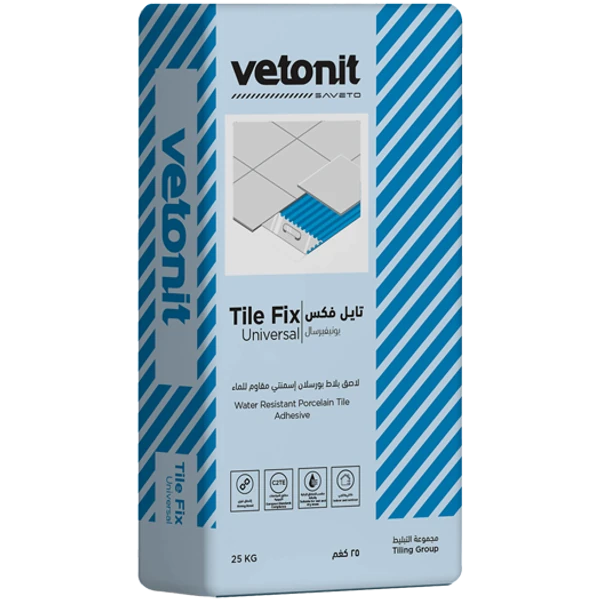 vetonit
SAVETO
vetonit
Tile Fix
Universal
تايل فكس
يونيفيرسال
لاصق بلاط بورسلان إسمنتي مقاوم للماء
Water Resistant Porcelain Tile
Adhesive
C2TE
25 KG
٢٥ كغم
مجموعة التبليط
Tiling Group
Tile Fix
Universal